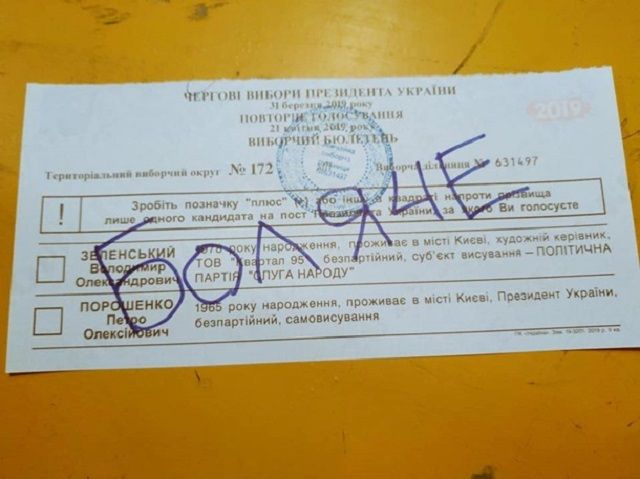 ЧЕРГОВІ ВИБОРИ ПРЕЗИДЕНТА УКРАЇНИ
31 березня 2019 року
ПОВТОРНЕ ГОЛОСУВАННЯ
21 квітня 2019 року
ВИБОРЧИЙ БЮЛЕТЕНЬ
2019
Територіальний виборчий округ № 172 Виборча дільниця № 631497
! Зробіть позначку "плюс" (+) або іншу в квадраті напроти прізвища
лише одного кандидата на пост Президента України, за якого Ви голосуєте
ЗЕЛЕНСЬКИЙ
Володимир
Олександрович
1978 року народження, проживає в місті Києві, художній керівник,
ТОВ "Квартал 95" безпартійний, суб'єкт висування – ПОЛІТИЧНА
ПАРТІЯ "СЛУГА НАРОДУ"
ПОРОШЕНКО
Петро
Олексійович
1965 року народження, проживає в місті Києві, Президент України,
безпартійний, самовисування